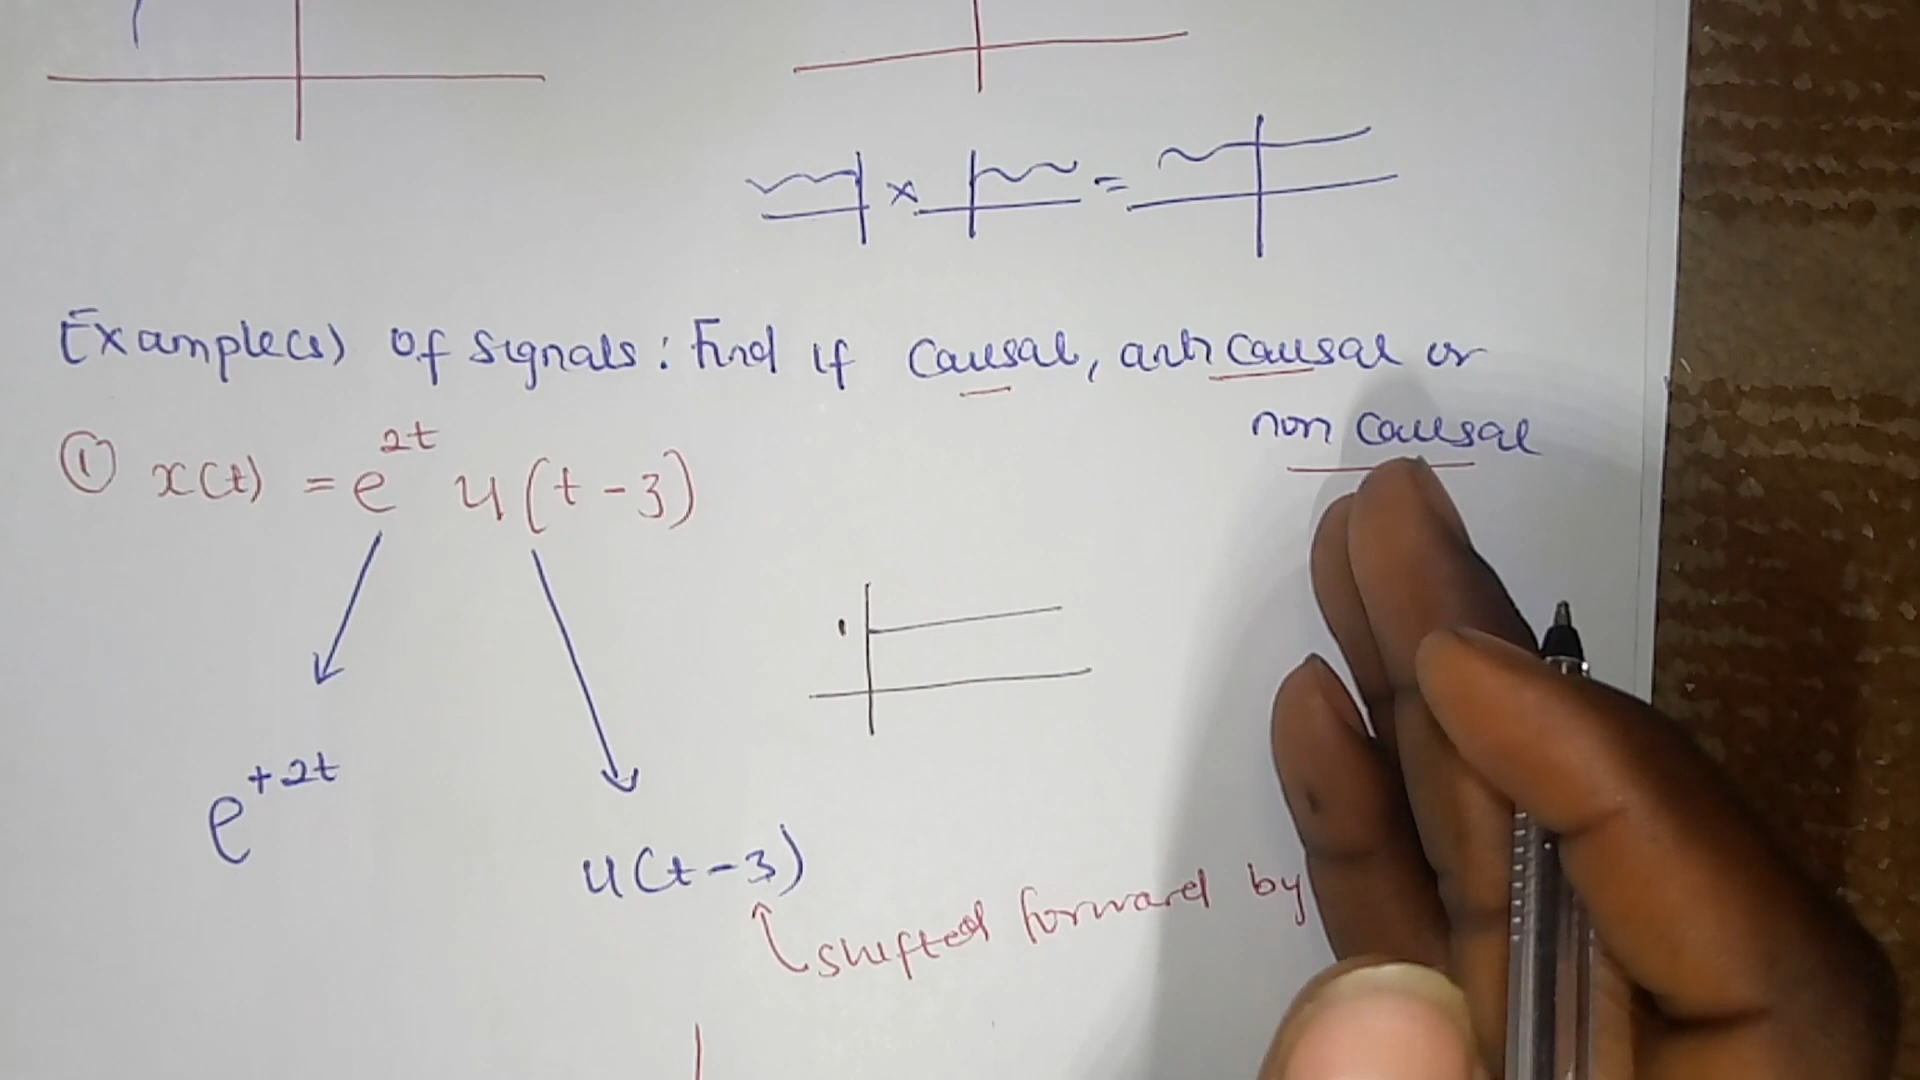 Example(s) of signals: Find if causal, anti causal or
non causal
① x(t) = e^{2t} u(t-3)
e^{+2t}
u(t-3)
shifted forward by